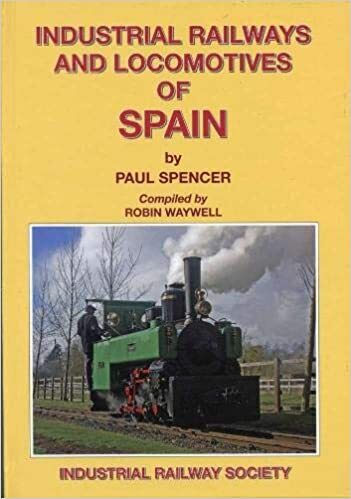 INDUSTRIAL RAILWAYS
AND LOCOMOTIVES
OF
SPAIN
by
PAUL SPENCER
Compiled by
ROBIN WAYWELL
INDUSTRIAL RAILWAY SOCIETY